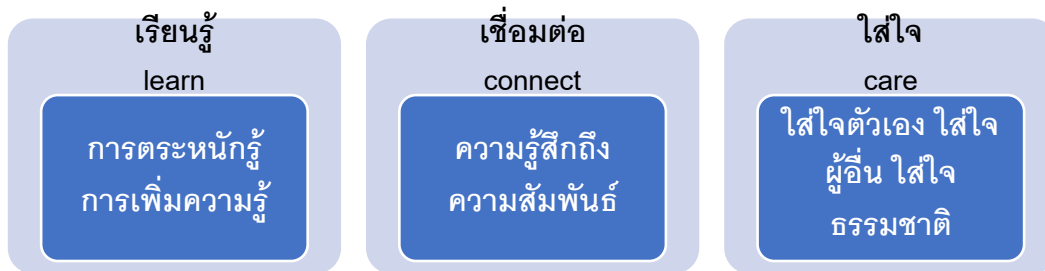 เรียนรู้
learn
การตระหนักรู้
การเพิ่มความรู้
เชื่อมต่อ
connect
ความรู้สึกถึง
ความสัมพันธ์
ใส่ใจ
care
ใส่ใจตัวเอง ใส่ใจ
ผู้อื่น ใส่ใจ
ธรรมชาติ